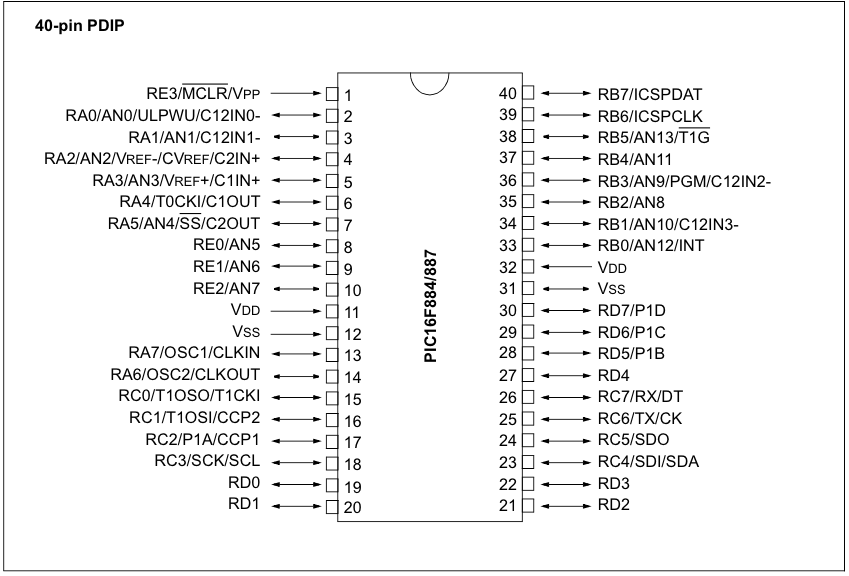 40-pin PDIP
RE3/MCLR/VPP 1
RA0/AN0/ULPWU/C12IN0- 2
RA1/AN1/C12IN1- 3
RA2/AN2/VREF-/CVREF/C2IN+ 4
RA3/AN3/VREF+/C1IN+ 5
RA4/T0CKI/C1OUT 6
RA5/AN4/SS/C2OUT 7
RE0/AN5 8
RE1/AN6 9
RE2/AN7 10
VDD 11
VSS 12
RA7/OSC1/CLKIN 13
RA6/OSC2/CLKOUT 14
RC0/T1OSO/T1CKI 15
RC1/T1OSI/CCP2 16
RC2/P1A/CCP1 17
RC3/SCK/SCL 18
RD0 19
RD1 20
PIC16F884/887
40 RB7/ICSPDAT
39 RB6/ICSPCLK
38 RB5/AN13/T1G
37 RB4/AN11
36 RB3/AN9/PGM/C12IN2-
35 RB2/AN8
34 RB1/AN10/C12IN3-
33 RB0/AN12/INT
32 VDD
31 VSS
30 RD7/P1D
29 RD6/P1C
28 RD5/P1B
27 RD4
26 RC7/RX/DT
25 RC6/TX/CK
24 RC5/SDO
23 RC4/SDI/SDA
22 RD3
21 RD2